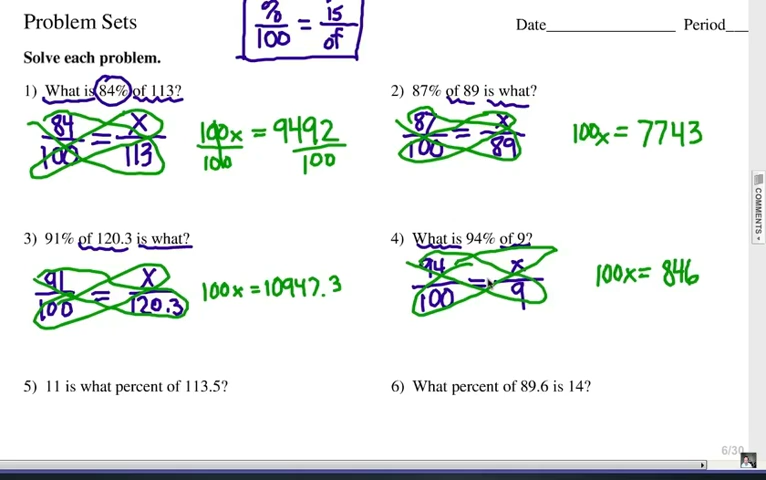 Problem Sets
% / 100 = is / of
Date________________ Period___
Solve each problem.
1) What is 84% of 113?
84/100 = x/113
100x/100 = 9492/100
2) 87% of 89 is what?
87/100 = x/89
100x = 7743
3) 91% of 120.3 is what?
91/100 = x/120.3
100x = 10947.3
4) What is 94% of 9?
94/100 = x/9
100x = 846
5) 11 is what percent of 113.5?
6) What percent of 89.6 is 14?
COMMENTS
6/30